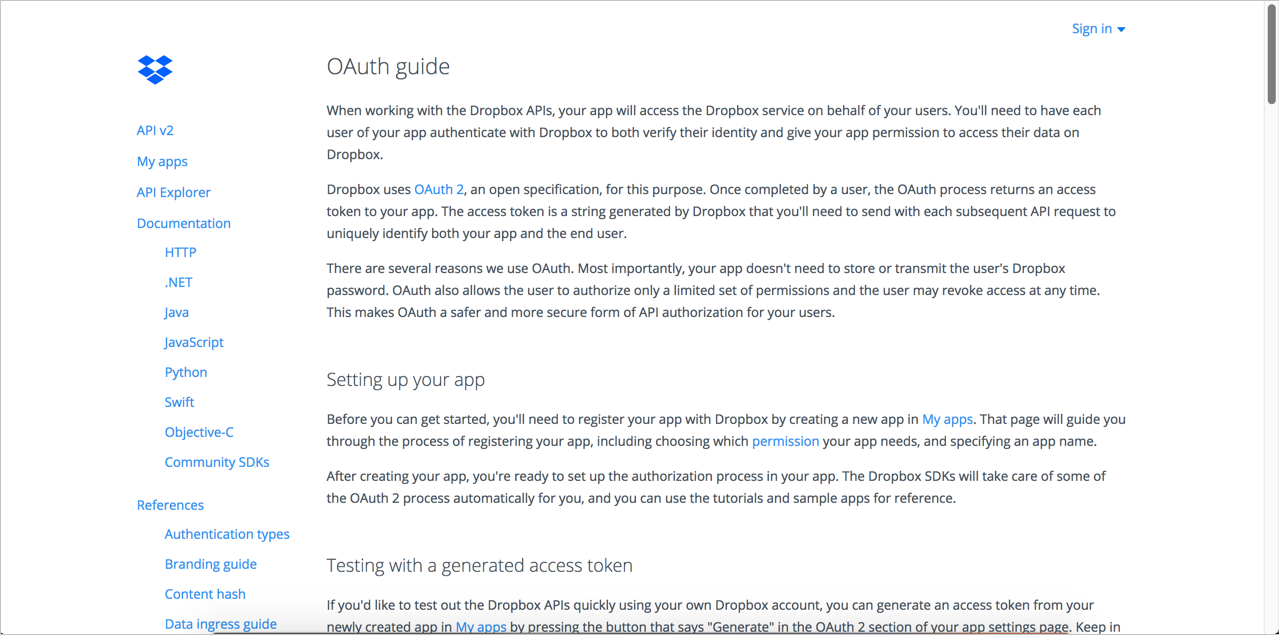 Sign in
OAuth guide
When working with the Dropbox APIs, your app will access the Dropbox service on behalf of your users. You'll need to have each
user of your app authenticate with Dropbox to both verify their identity and give your app permission to access their data on
Dropbox.
Dropbox uses OAuth 2, an open specification, for this purpose. Once completed by a user, the OAuth process returns an access
token to your app. The access token is a string generated by Dropbox that you'll need to send with each subsequent API request to
uniquely identify both your app and the end user.
There are several reasons we use OAuth. Most importantly, your app doesn't need to store or transmit the user's Dropbox
password. OAuth also allows the user to authorize only a limited set of permissions and the user may revoke access at any time.
This makes OAuth a safer and more secure form of API authorization for your users.
Setting up your app
Before you can get started, you'll need to register your app with Dropbox by creating a new app in My apps. That page will guide you
through the process of registering your app, including choosing which permission your app needs, and specifying an app name.
After creating your app, you're ready to set up the authorization process in your app. The Dropbox SDKs will take care of some of
the OAuth 2 process automatically for you, and you can use the tutorials and sample apps for reference.
Testing with a generated access token
If you'd like to test out the Dropbox APIs quickly using your own Dropbox account, you can generate an access token from your
newly created app in My apps by pressing the button that says "Generate" in the OAuth 2 section of your app settings page. Keep in
API v2
My apps
API Explorer
Documentation
HTTP
.NET
Java
JavaScript
Python
Swift
Objective-C
Community SDKs
References
Authentication types
Branding guide
Content hash
Data ingress guide